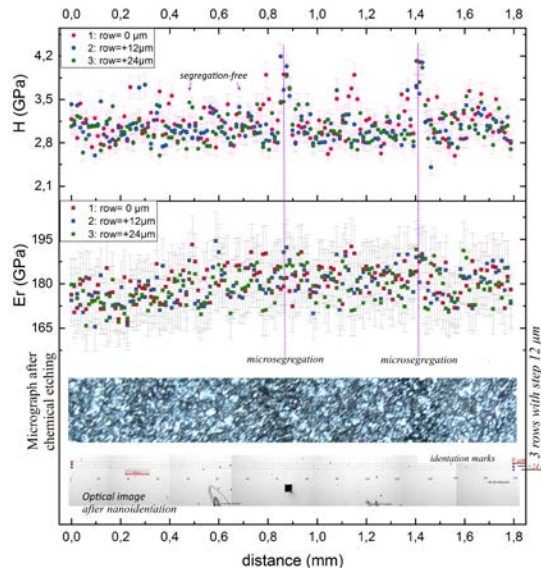 0,0 0,2 0,4 0,6 0,8 1,0 1,2 1,4 1,6 1,8
1: row= 0 μm
2: row=+12μm
3: row=+24μm
segregation-free
4,2
3,5
2,8
2,1
H (GPa)
1: row= 0 μm
2: row=+12μm
3: row=+24μm
195
180
165
Er (GPa)
microsegregation microsegregation
Micrograph after
chemical etching
3 rows with step 12 μm
identation marks
Optical image
after nanoidentation
0,0 0,2 0,4 0,6 0,8 1,0 1,2 1,4 1,6 1,8
distance (mm)